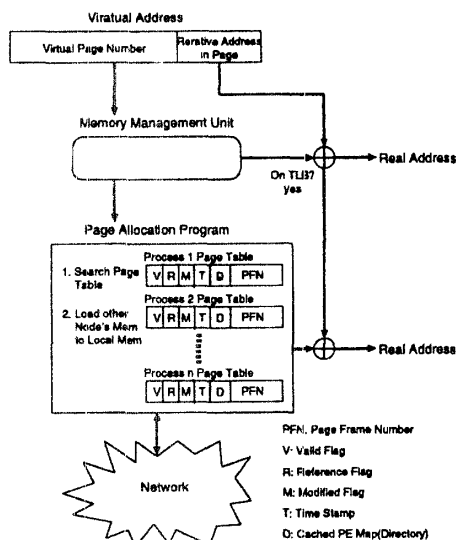 Viratual Address
Virtual Page Number
Rerative Address
in Page
Memory Management Unit
On TLB?
yes
Real Address
Page Allocation Program
1. Search Page
Table
2. Load other
Node's Mem
to Local Mem
Process 1 Page Table
V R M T D PFN
Process 2 Page Table
V R M T D PFN
Process n Page Table
V R M T D PFN
Real Address
Network
PFN. Page Frame Number
V: Valid Flag
R: Reference Flag
M: Modified Flag
T: Time Stamp
D: Cached PE Map(Directory)